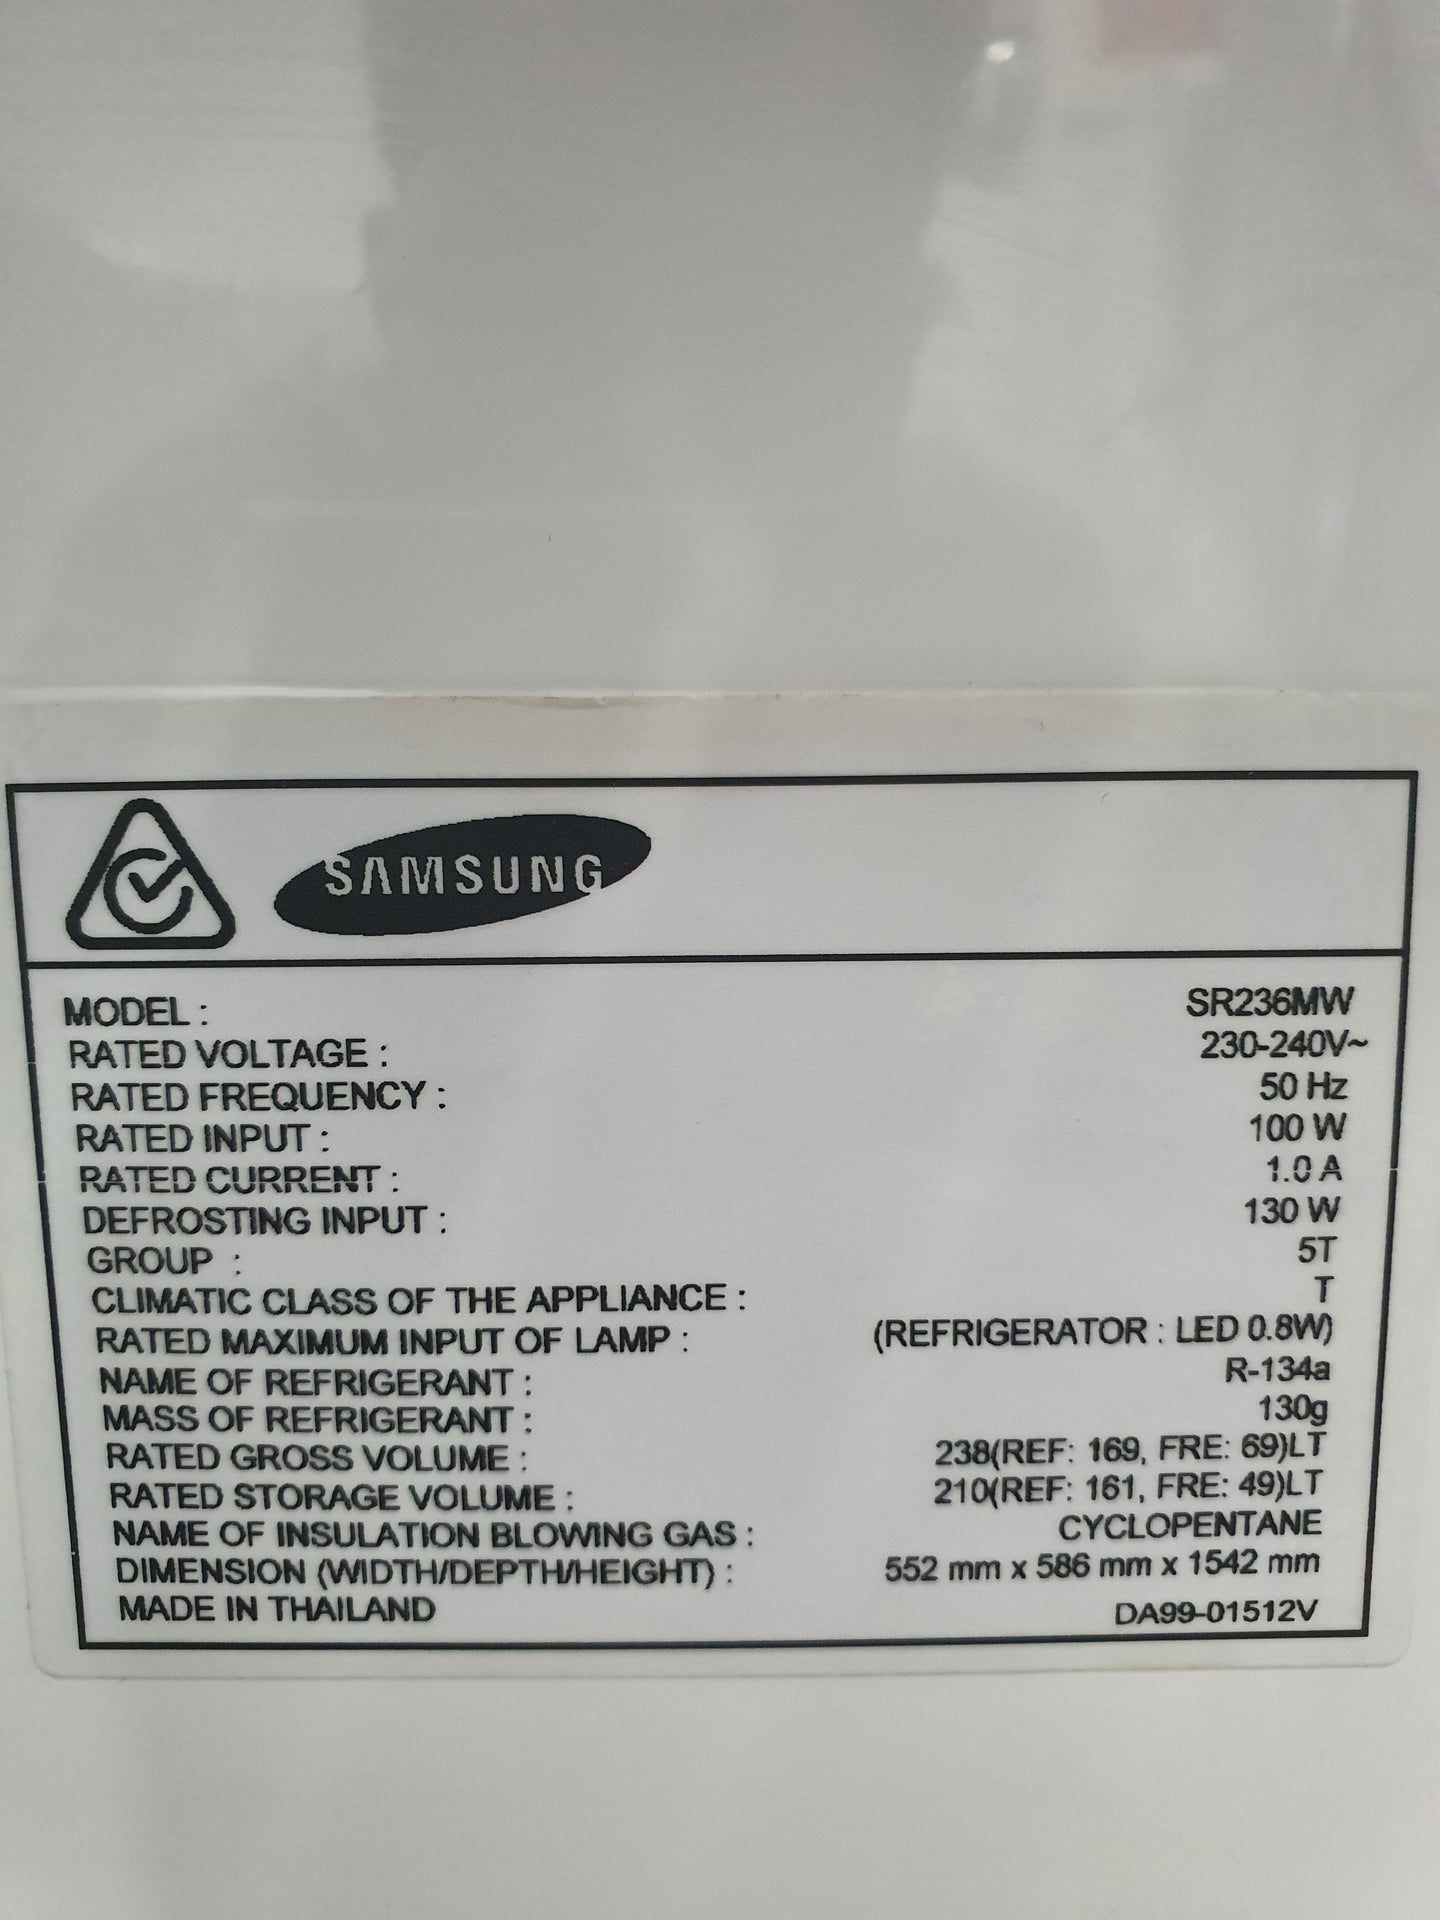 SAMSUNG
MODEL : SR236MW
RATED VOLTAGE : 230-240V~
RATED FREQUENCY : 50 Hz
RATED INPUT : 100 W
RATED CURRENT : 1.0 A
DEFROSTING INPUT : 130 W
GROUP : 5T
CLIMATIC CLASS OF THE APPLIANCE : T
RATED MAXIMUM INPUT OF LAMP : (REFRIGERATOR : LED 0.8W)
NAME OF REFRIGERANT : R-134a
MASS OF REFRIGERANT : 130g
RATED GROSS VOLUME : 238(REF: 169, FRE: 69)LT
RATED STORAGE VOLUME : 210(REF: 161, FRE: 49)LT
NAME OF INSULATION BLOWING GAS : CYCLOPENTANE
DIMENSION (WIDTH/DEPTH/HEIGHT) : 552 mm x 586 mm x 1542 mm
MADE IN THAILAND DA99-01512V